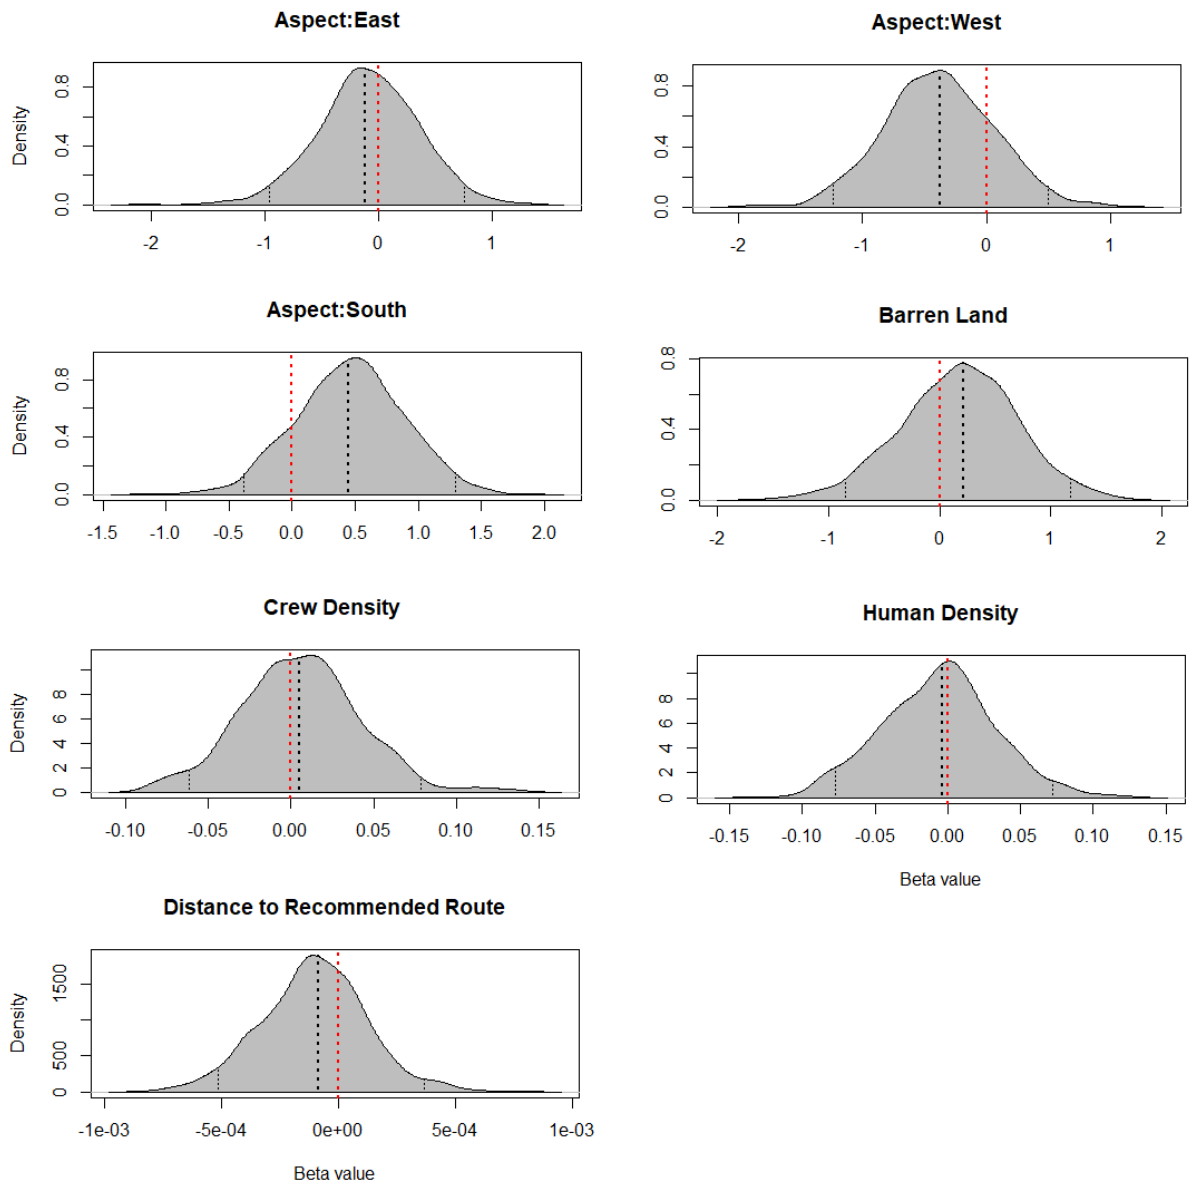 Aspect:East
Density
0.0 0.4 0.8
-2 -1 0 1
Aspect:West
0.0 0.4 0.8
-2 -1 0 1
Aspect:South
Density
0.0 0.4 0.8
-1.5 -1.0 -0.5 0.0 0.5 1.0 1.5 2.0
Barren Land
0.0 0.4 0.8
-2 -1 0 1 2
Crew Density
Density
0 2 4 6 8
-0.10 -0.05 0.00 0.05 0.10 0.15
Human Density
0 2 4 6 8
-0.15 -0.10 -0.05 0.00 0.05 0.10 0.15
Beta value
Distance to Recommended Route
Density
0 500 1500
-1e-03 -5e-04 0e+00 5e-04 1e-03
Beta value